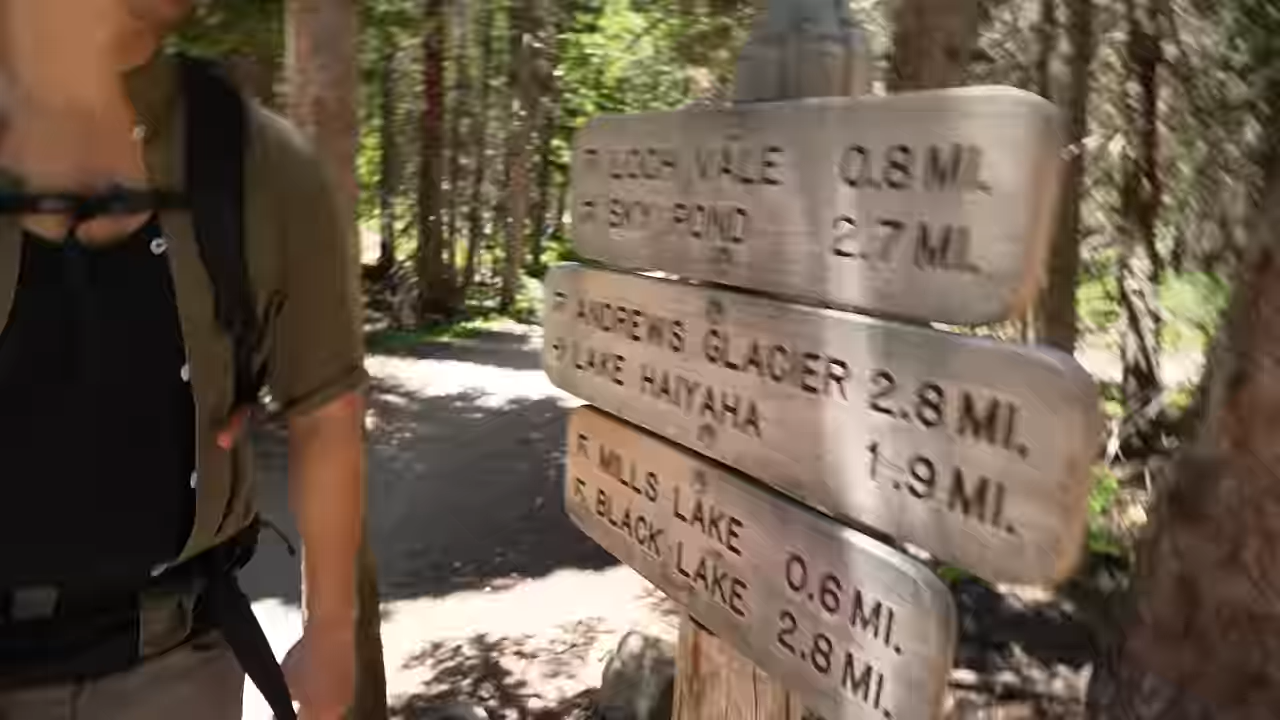 LOCH VALE 0.8 MI.
SKY POND 2.7 MI.
ANDREWS GLACIER 2.8 MI.
LAKE HAIYAHA 1.9 MI.
MILLS LAKE 0.6 MI.
BLACK LAKE 2.8 MI.